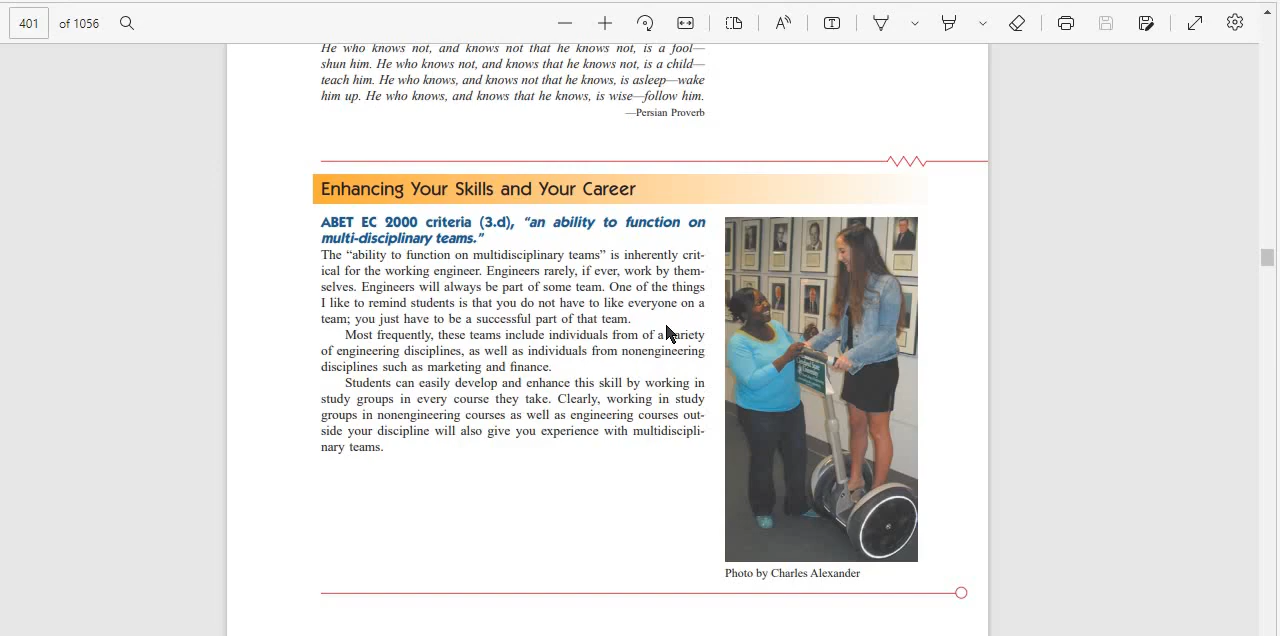 401 of 1056
He who knows not, and knows not that he knows not, is a fool—
shun him. He who knows not, and knows that he knows not, is a child—
teach him. He who knows, and knows not that he knows, is asleep—wake
him up. He who knows, and knows that he knows, is wise—follow him.
—Persian Proverb
Enhancing Your Skills and Your Career
ABET EC 2000 criteria (3.d), “an ability to function on
multi-disciplinary teams.”
The “ability to function on multidisciplinary teams” is inherently crit-
ical for the working engineer. Engineers rarely, if ever, work by them-
selves. Engineers will always be part of some team. One of the things
I like to remind students is that you do not have to like everyone on a
team; you just have to be a successful part of that team.
Most frequently, these teams include individuals from of a variety
of engineering disciplines, as well as individuals from nonengineering
disciplines such as marketing and finance.
Students can easily develop and enhance this skill by working in
study groups in every course they take. Clearly, working in study
groups in nonengineering courses as well as engineering courses out-
side your discipline will also give you experience with multidiscipli-
nary teams.
Photo by Charles Alexander